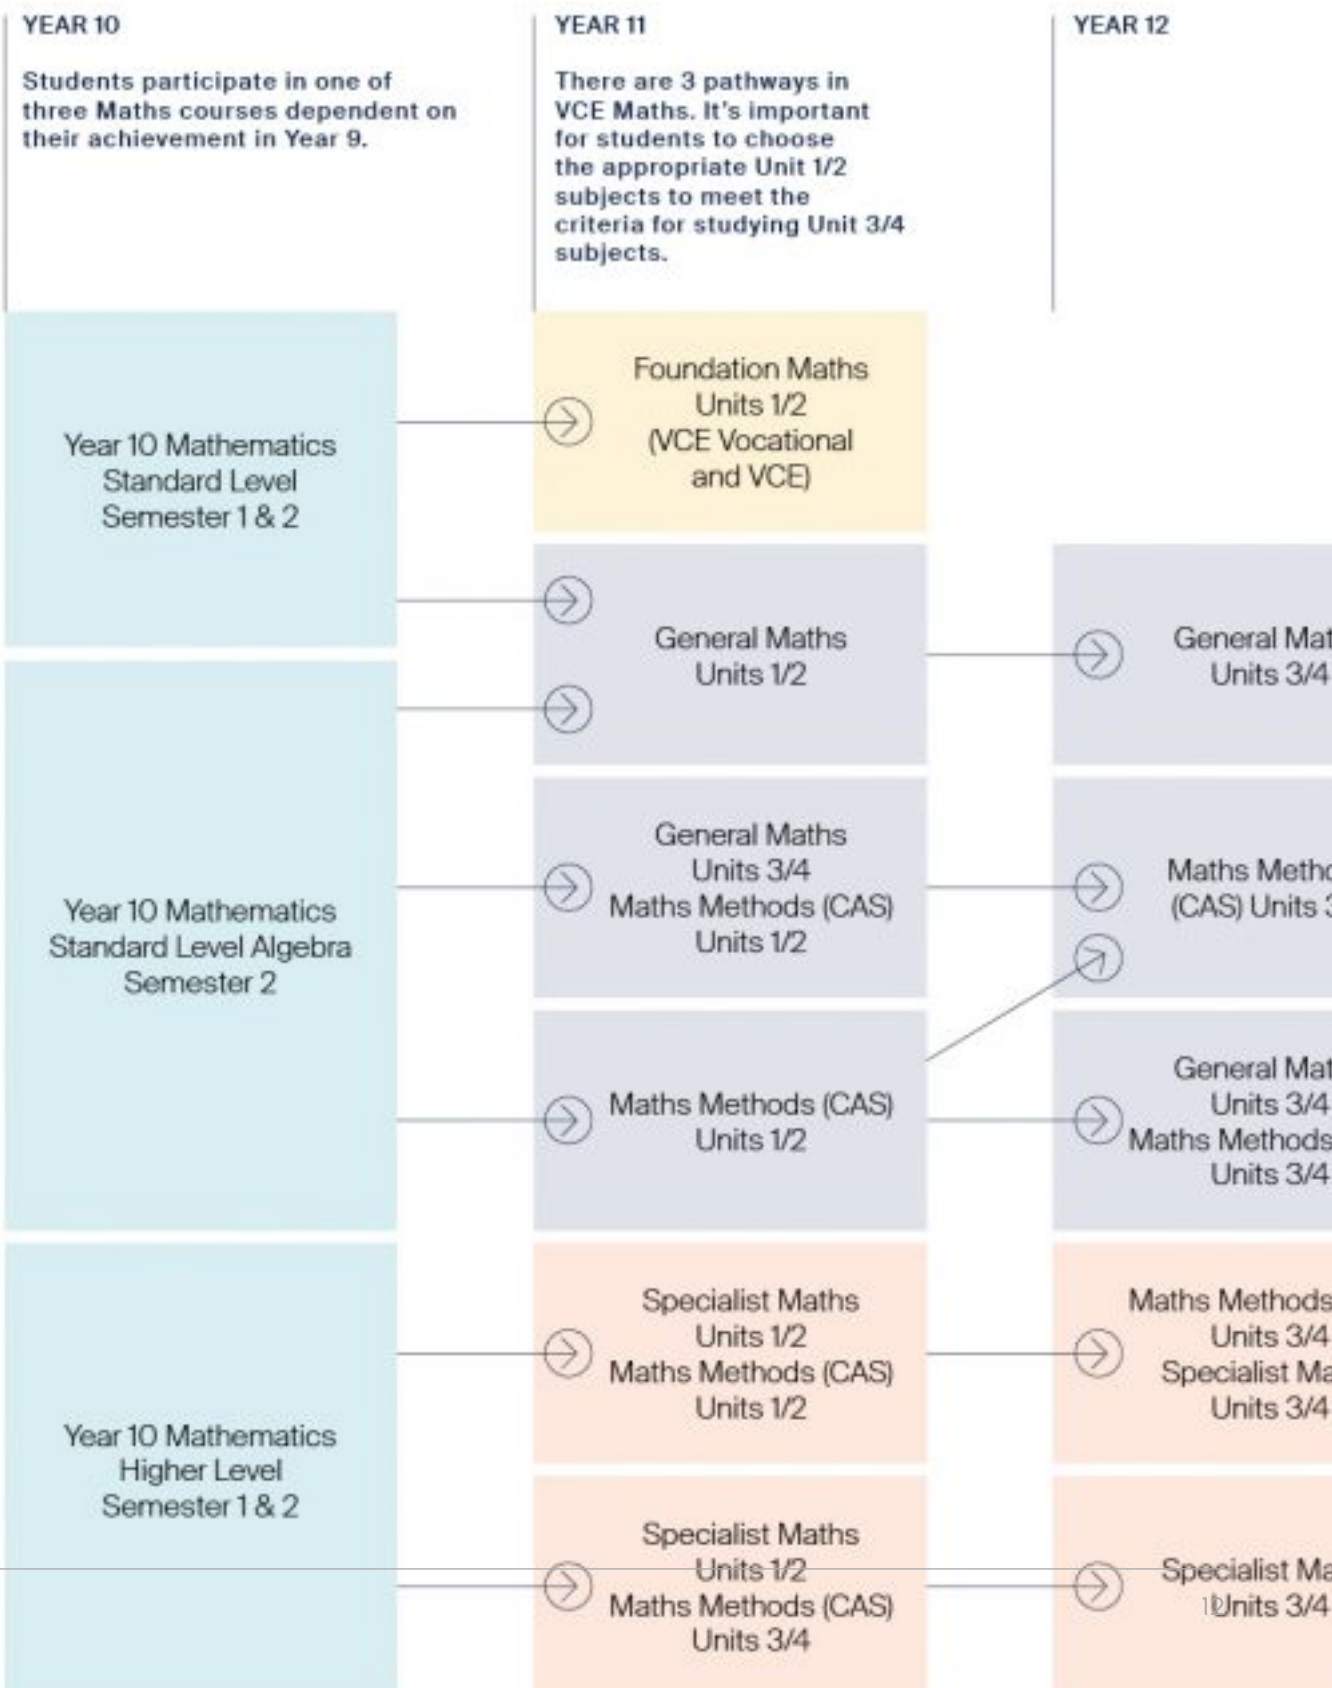 YEAR 10
Students participate in one of
three Maths courses dependent on
their achievement in Year 9.
YEAR 11
There are 3 pathways in
VCE Maths. It's important
for students to choose
the appropriate Unit 1/2
subjects to meet the
criteria for studying Unit 3/4
subjects.
YEAR 12
Year 10 Mathematics
Standard Level
Semester 1 & 2
Year 10 Mathematics
Standard Level Algebra
Semester 2
Year 10 Mathematics
Higher Level
Semester 1 & 2
Foundation Maths
Units 1/2
(VCE Vocational
and VCE)
General Maths
Units 1/2
General Maths
Units 3/4
Maths Methods (CAS)
Units 1/2
Maths Methods (CAS)
Units 1/2
Specialist Maths
Units 1/2
Maths Methods (CAS)
Units 1/2
Specialist Maths
Units 1/2
Maths Methods (CAS)
Units 3/4
General
Units 3/4
Maths
(CAS) Units
General
Units 3/4
Maths Methods
Units 3/4
Maths Methods
Units 3/4
Specialist
Units 3/4
Specialist
Units 3/4
12